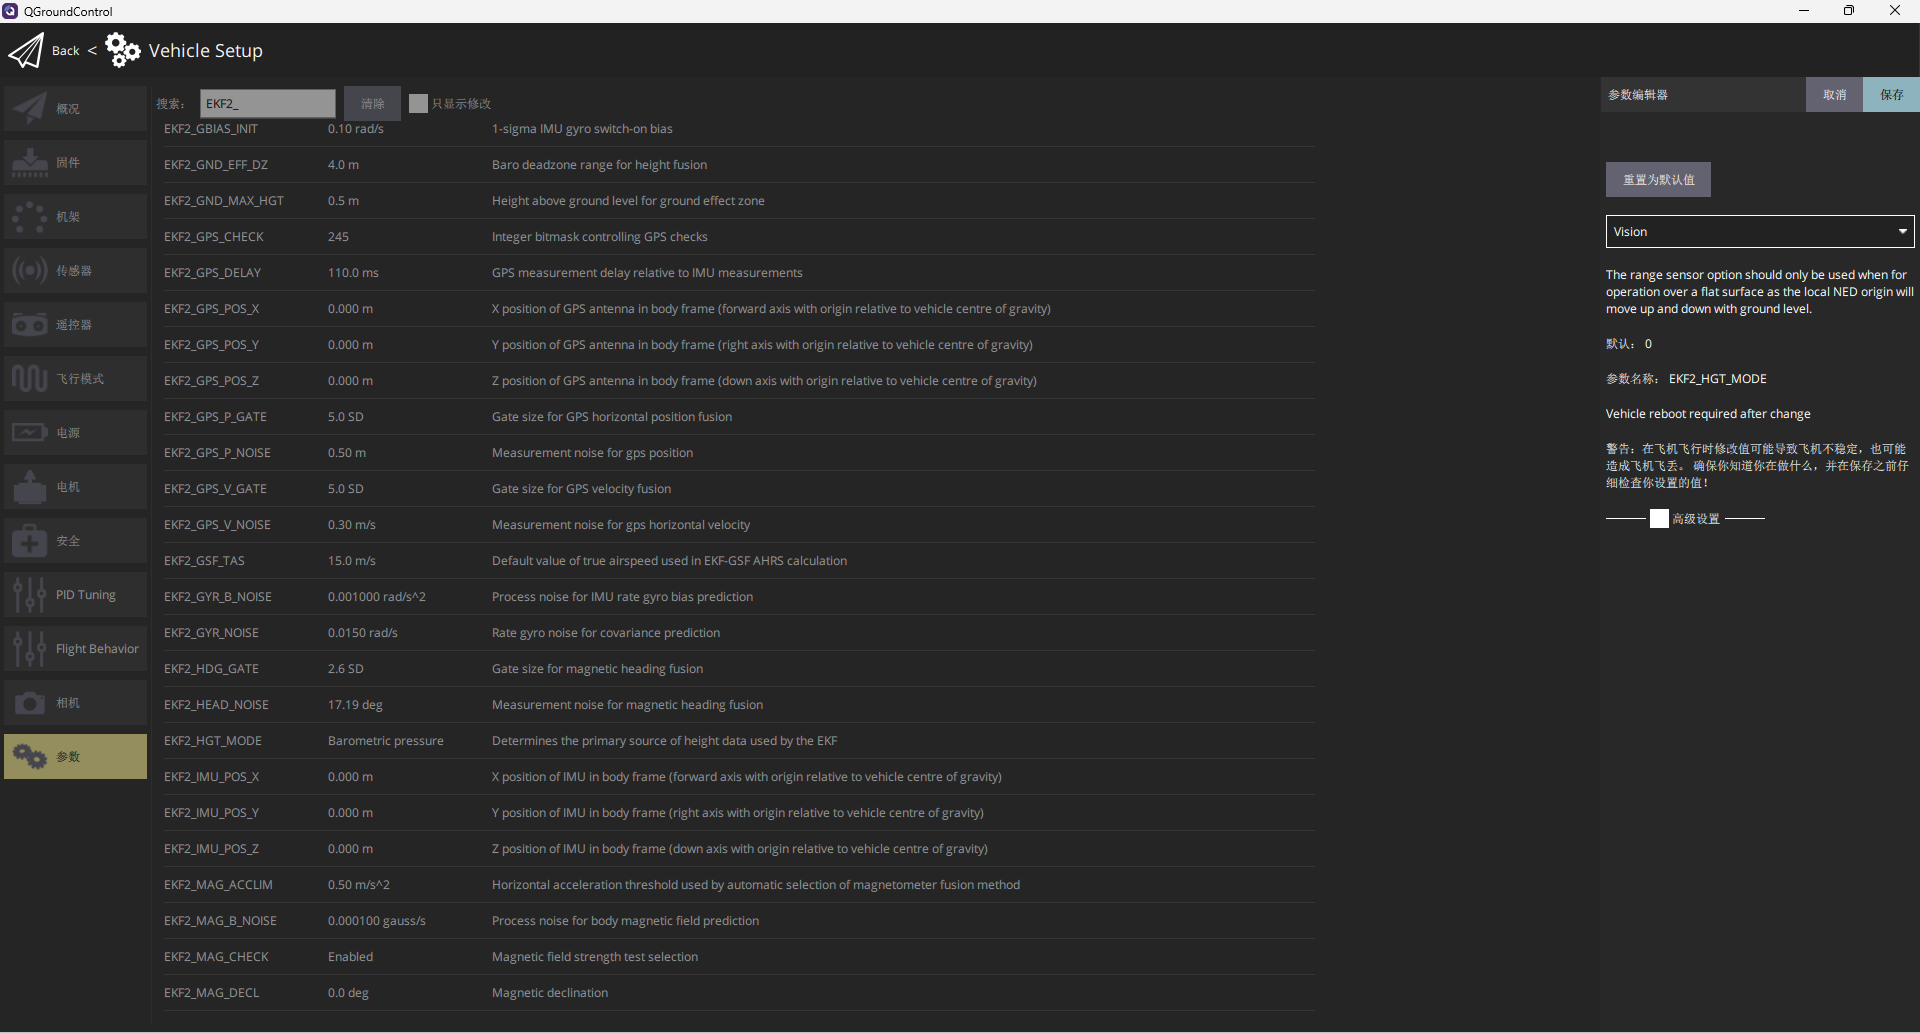 QGroundControl
Back < Vehicle Setup
概况
固件
机架
传感器
遥控器
飞行模式
电源
电机
安全
PID Tuning
Flight Behavior
相机
参数
搜索: EKF2_ 清除 只显示修改
EKF2_GBIAS_INIT 0.10 rad/s 1-sigma IMU gyro switch-on bias
EKF2_GND_EFF_DZ 4.0 m Baro deadzone range for height fusion
EKF2_GND_MAX_HGT 0.5 m Height above ground level for ground effect zone
EKF2_GPS_CHECK 245 Integer bitmask controlling GPS checks
EKF2_GPS_DELAY 110.0 ms GPS measurement delay relative to IMU measurements
EKF2_GPS_POS_X 0.000 m X position of GPS antenna in body frame (forward axis with origin relative to vehicle centre of gravity)
EKF2_GPS_POS_Y 0.000 m Y position of GPS antenna in body frame (right axis with origin relative to vehicle centre of gravity)
EKF2_GPS_POS_Z 0.000 m Z position of GPS antenna in body frame (down axis with origin relative to vehicle centre of gravity)
EKF2_GPS_P_GATE 5.0 SD Gate size for GPS horizontal position fusion
EKF2_GPS_P_NOISE 0.50 m Measurement noise for gps position
EKF2_GPS_V_GATE 5.0 SD Gate size for GPS velocity fusion
EKF2_GPS_V_NOISE 0.30 m/s Measurement noise for gps horizontal velocity
EKF2_GSF_TAS 15.0 m/s Default value of true airspeed used in EKF-GSF AHRS calculation
EKF2_GYR_B_NOISE 0.001000 rad/s^2 Process noise for IMU rate gyro bias prediction
EKF2_GYR_NOISE 0.0150 rad/s Rate gyro noise for covariance prediction
EKF2_HDG_GATE 2.6 SD Gate size for magnetic heading fusion
EKF2_HEAD_NOISE 17.19 deg Measurement noise for magnetic heading fusion
EKF2_HGT_MODE Barometric pressure Determines the primary source of height data used by the EKF
EKF2_IMU_POS_X 0.000 m X position of IMU in body frame (forward axis with origin relative to vehicle centre of gravity)
EKF2_IMU_POS_Y 0.000 m Y position of IMU in body frame (right axis with origin relative to vehicle centre of gravity)
EKF2_IMU_POS_Z 0.000 m Z position of IMU in body frame (down axis with origin relative to vehicle centre of gravity)
EKF2_MAG_ACCLIM 0.50 m/s^2 Horizontal acceleration threshold used by automatic selection of magnetometer fusion method
EKF2_MAG_B_NOISE 0.000100 gauss/s Process noise for body magnetic field prediction
EKF2_MAG_CHECK Enabled Magnetic field strength test selection
EKF2_MAG_DECL 0.0 deg Magnetic declination
参数编辑器 取消 保存
重置为默认值
Vision
The range sensor option should only be used when for
operation over a flat surface as the local NED origin will
move up and down with ground level.
默认: 0
参数名称: EKF2_HGT_MODE
Vehicle reboot required after change
警告: 在飞机飞行时修改值可能导致飞机不稳定，也可能
造成飞机飞丢。 确保你知道你在做什么，并在保存之前仔
细检查你设置的值!
高级设置